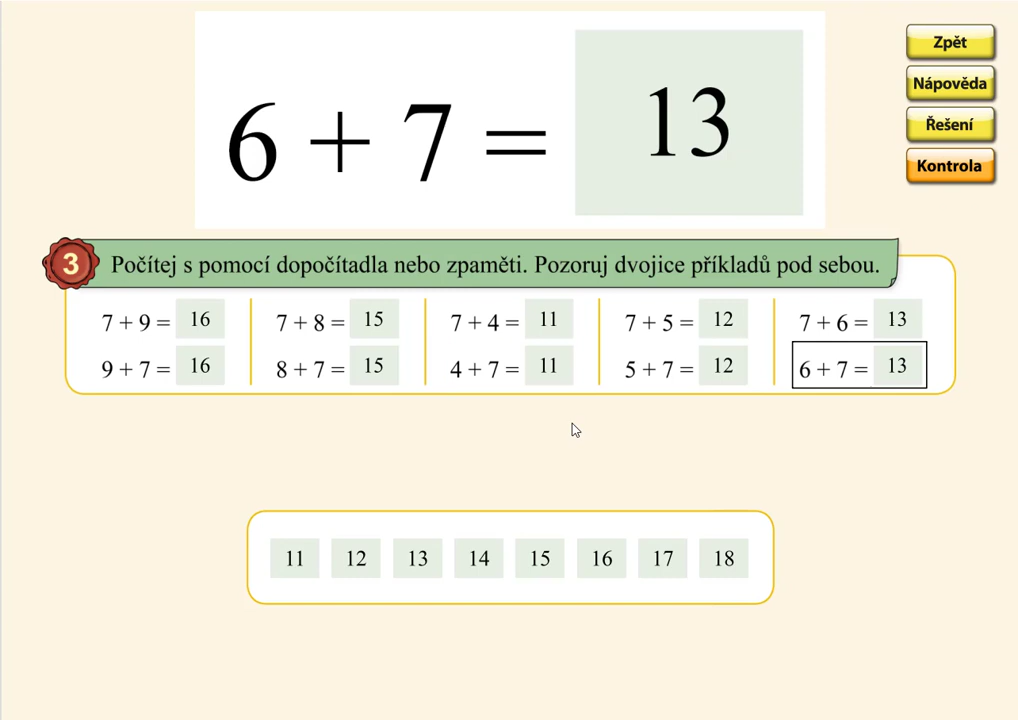 6 + 7 = 13
Zpět
Nápověda
Řešení
Kontrola
3 Počítej s pomocí dopočítadla nebo zpaměti. Pozoruj dvojice příkladů pod sebou.
7 + 9 = 16 7 + 8 = 15 7 + 4 = 11 7 + 5 = 12 7 + 6 = 13
9 + 7 = 16 8 + 7 = 15 4 + 7 = 11 5 + 7 = 12 6 + 7 = 13
11 12 13 14 15 16 17 18